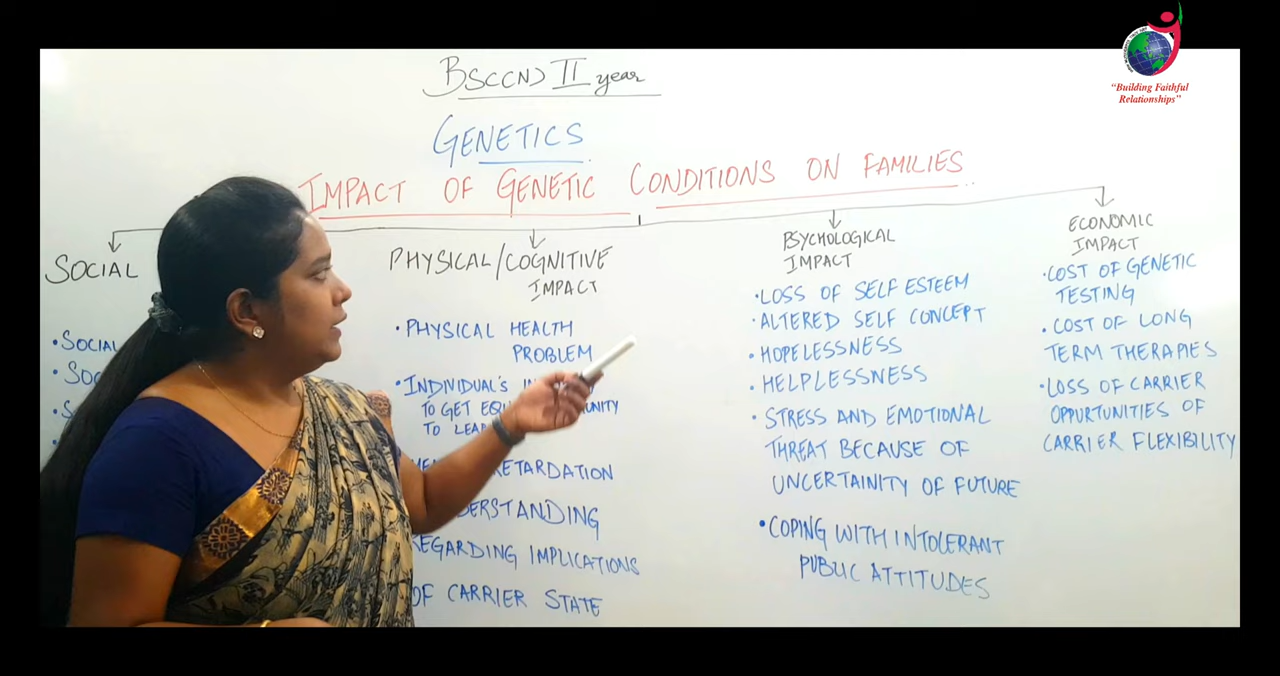 BSC(N) II year
GENETICS
IMPACT OF GENETIC CONDITIONS ON FAMILIES
SOCIAL
• SOCIAL
PHYSICAL/COGNITIVE
IMPACT
• PHYSICAL HEALTH
PROBLEM
• INDIVIDUAL'S
TO GET
TO
RETARDATION
REGARDING IMPLICATIONS
OF CARRIER STATE
PSYCHOLOGICAL
IMPACT
• LOSS OF SELF ESTEEM
• ALTERED SELF CONCEPT
• HOPELESSNESS
• HELPLESSNESS
• STRESS AND EMOTIONAL
THREAT BECAUSE OF
UNCERTAINITY OF FUTURE
• COPING WITH INTOLERANT
PUBLIC ATTITUDES
ECONOMIC
IMPACT
• COST OF GENETIC
TESTING
• COST OF LONG
TERM THERAPIES
• LOSS OF CARRIER
OPPURTUNITIES OF
CARRIER FLEXIBILITY
"Building Faithful
Relationships"